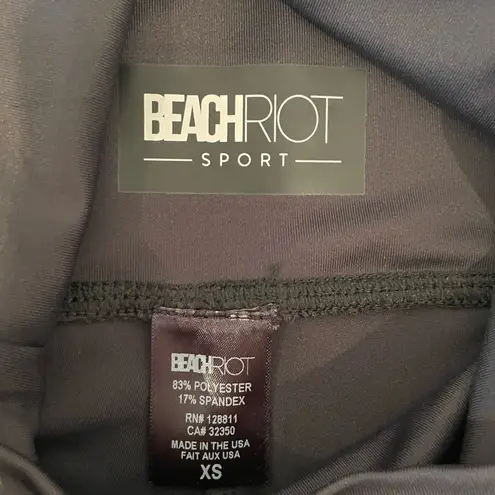 BEACHRIOT
SPORT
BEACHRIOT
83% POLYESTER
17% SPANDEX
RN# 128811
CA# 32350
MADE IN THE USA
FAIT AUX USA
XS